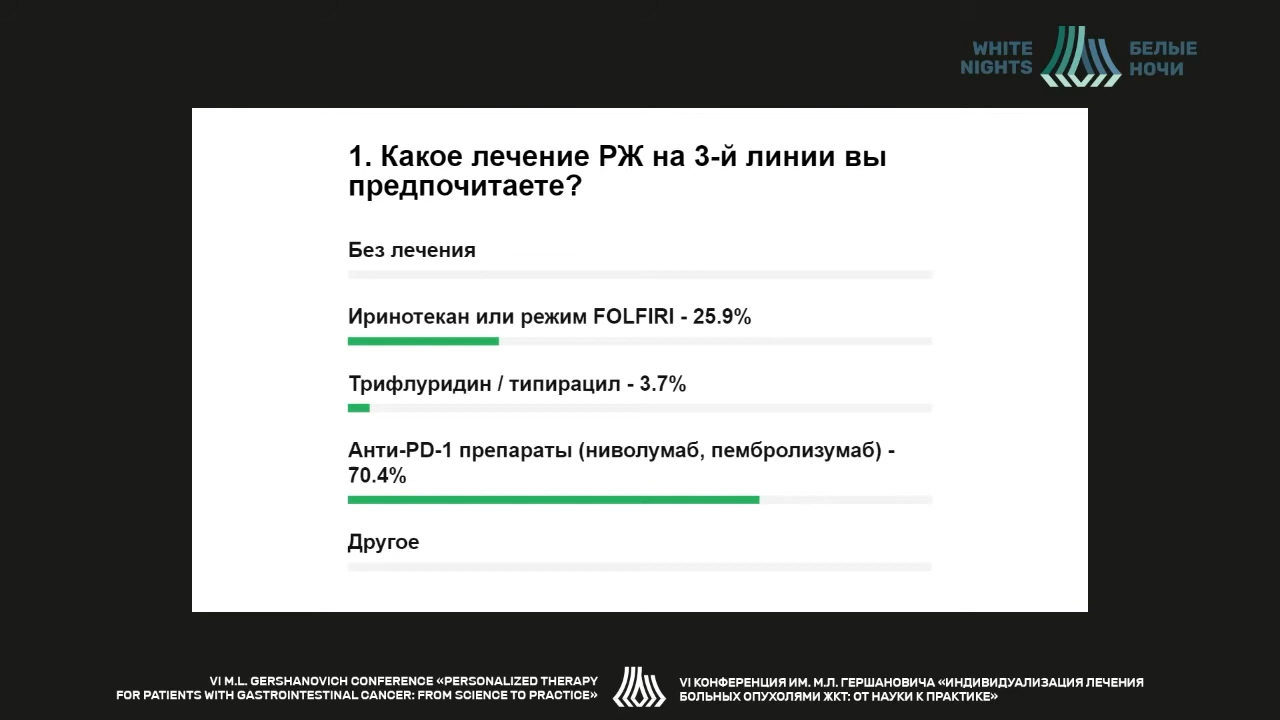 WHITE
NIGHTS
БЕЛЫЕ
НОЧИ
1. Какое лечение РЖ на 3-й линии вы
предпочитаете?
Без лечения
Иринотекан или режим FOLFIRI - 25.9%
Трифлуридин / типирацил - 3.7%
Анти-PD-1 препараты (ниволумаб, пембролизумаб) -
70.4%
Другое
VI M.L. GERSHANOVICH CONFERENCE «PERSONALIZED THERAPY
FOR PATIENTS WITH GASTROINTESTINAL CANCER: FROM SCIENCE TO PRACTICE»
VI КОНФЕРЕНЦИЯ ИМ. М.Л. ГЕРШАНОВИЧА «ИНДИВИДУАЛИЗАЦИЯ ЛЕЧЕНИЯ
БОЛЬНЫХ ОПУХОЛЯМИ ЖКТ: ОТ НАУКИ К ПРАКТИКЕ»